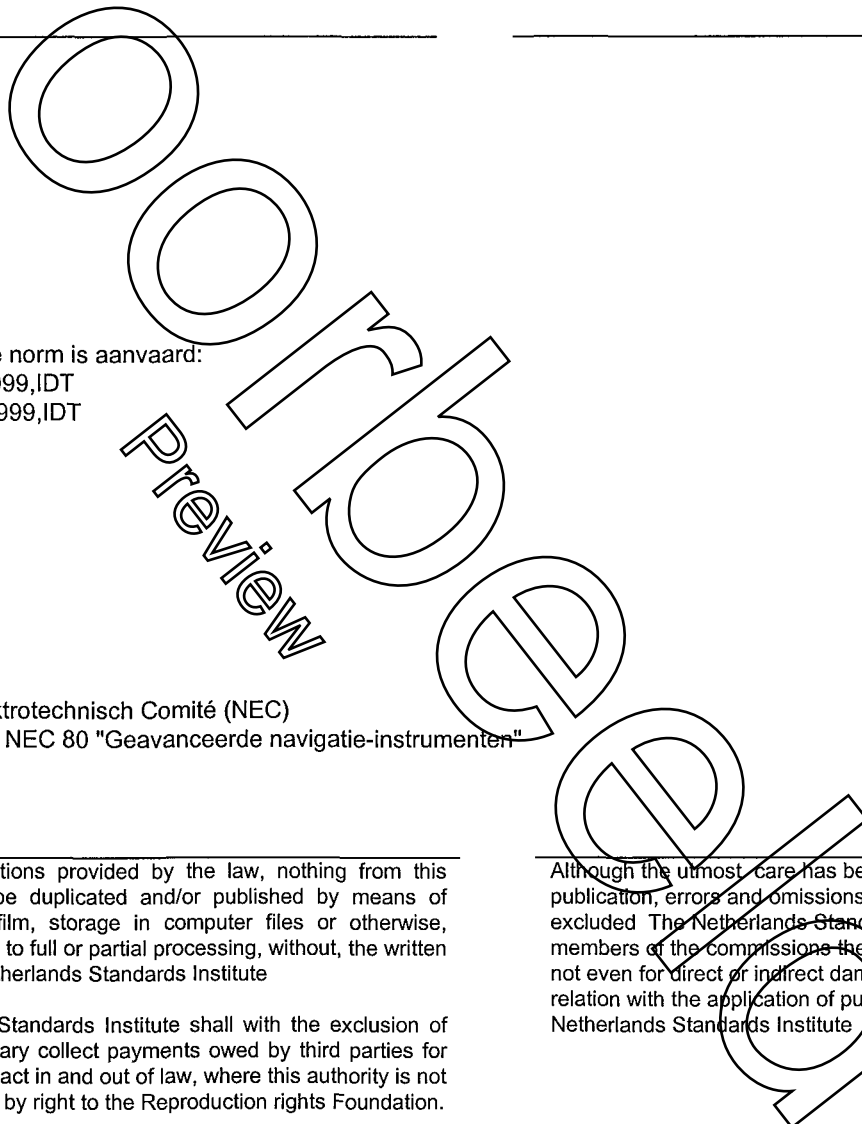 e norm is aanvaard:
999,IDT
999,IDT
Preview
oorbeeld
ktrotechnisch Comité (NEC)
NEC 80 "Geavanceerde navigatie-instrumenten"
tions provided by the law, nothing from this
be duplicated and/or published by means of
film, storage in computer files or otherwise,
to full or partial processing, without, the written
therlands Standards Institute
Standards Institute shall with the exclusion of
ary collect payments owed by third parties for
act in and out of law, where this authority is not
by right to the Reproduction rights Foundation.
Although the utmost care has be
publication, errors and omissions
excluded The Netherlands Stand
members of the commissions the
not even for direct or indirect dan
relation with the application of pu
Netherlands Standards Institute